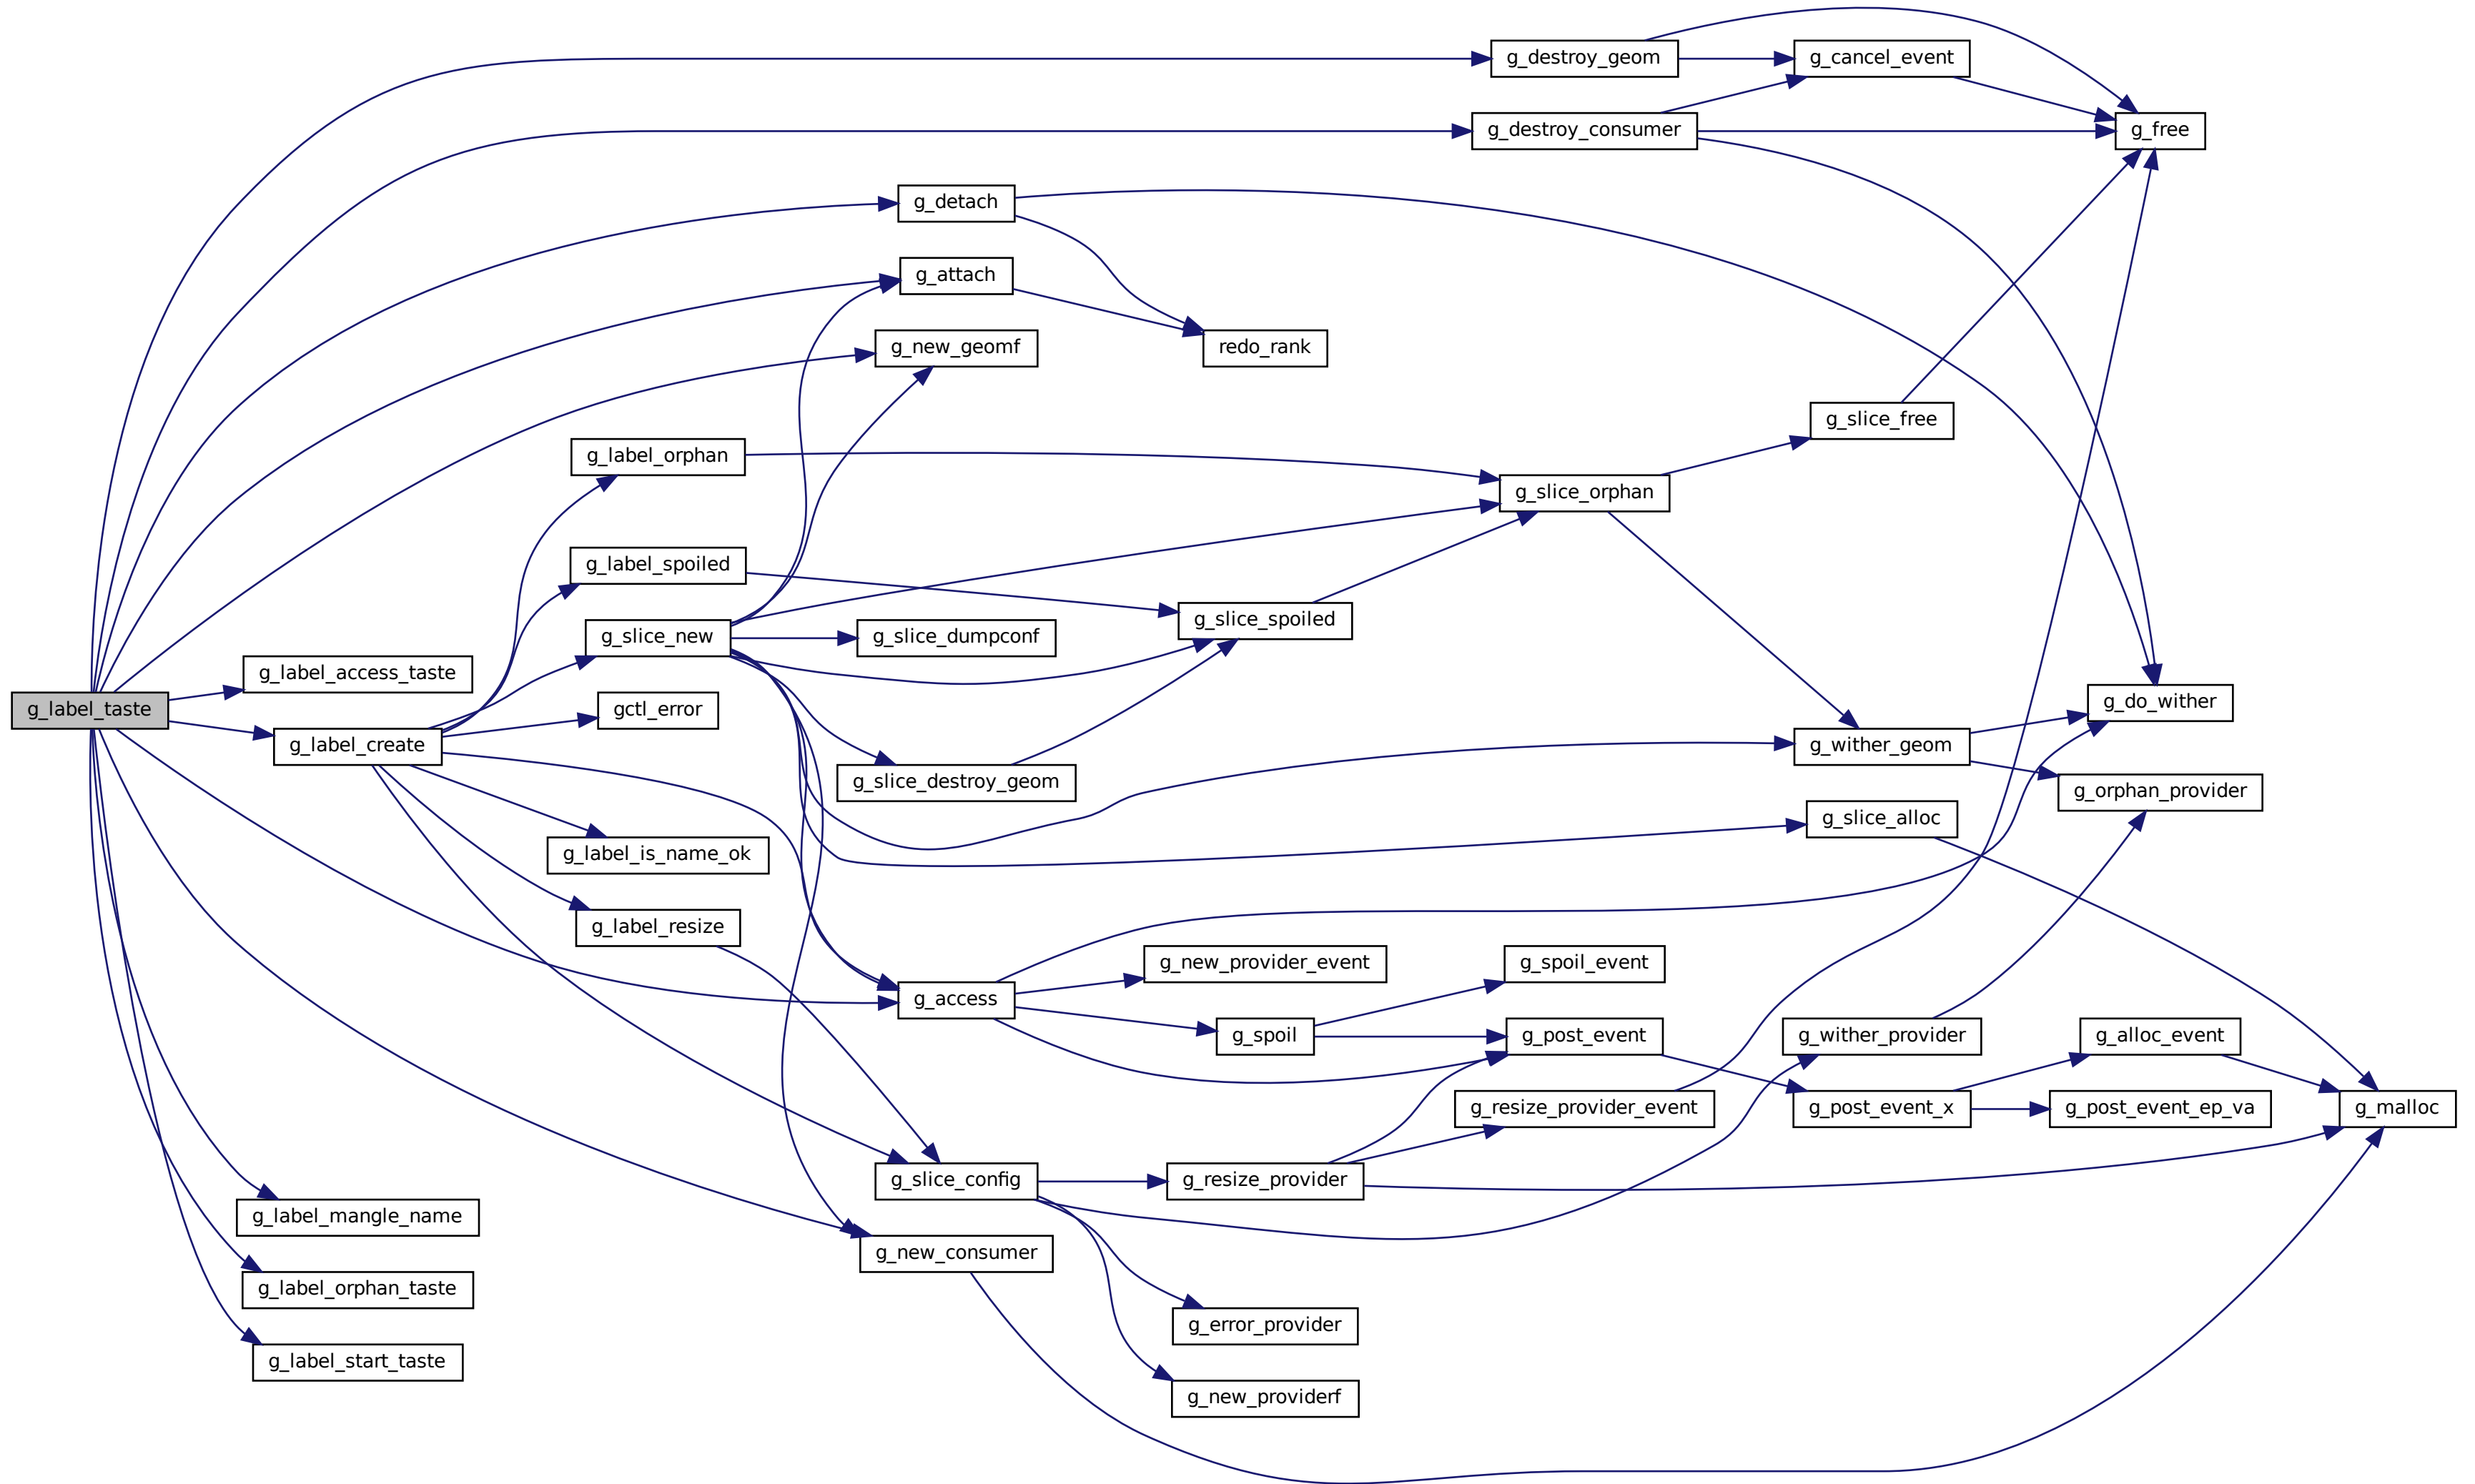 g_destroy_geom
g_cancel_event
g_destroy_consumer
g_free
g_detach
g_attach
g_new_geomf
redo_rank
g_slice_free
g_label_orphan
g_slice_orphan
g_label_spoiled
g_slice_new
g_slice_dumpconf
g_slice_spoiled
g_label_access_taste
g_label_taste
gctl_error
g_do_wither
g_label_create
g_wither_geom
g_slice_destroy_geom
g_orphan_provider
g_slice_alloc
g_label_is_name_ok
g_label_resize
g_new_provider_event
g_spoil_event
g_access
g_spoil
g_post_event
g_wither_provider
g_alloc_event
g_resize_provider_event
g_post_event_x
g_post_event_ep_va
g_malloc
g_slice_config
g_resize_provider
g_label_mangle_name
g_new_consumer
g_label_orphan_taste
g_error_provider
g_label_start_taste
g_new_providerf